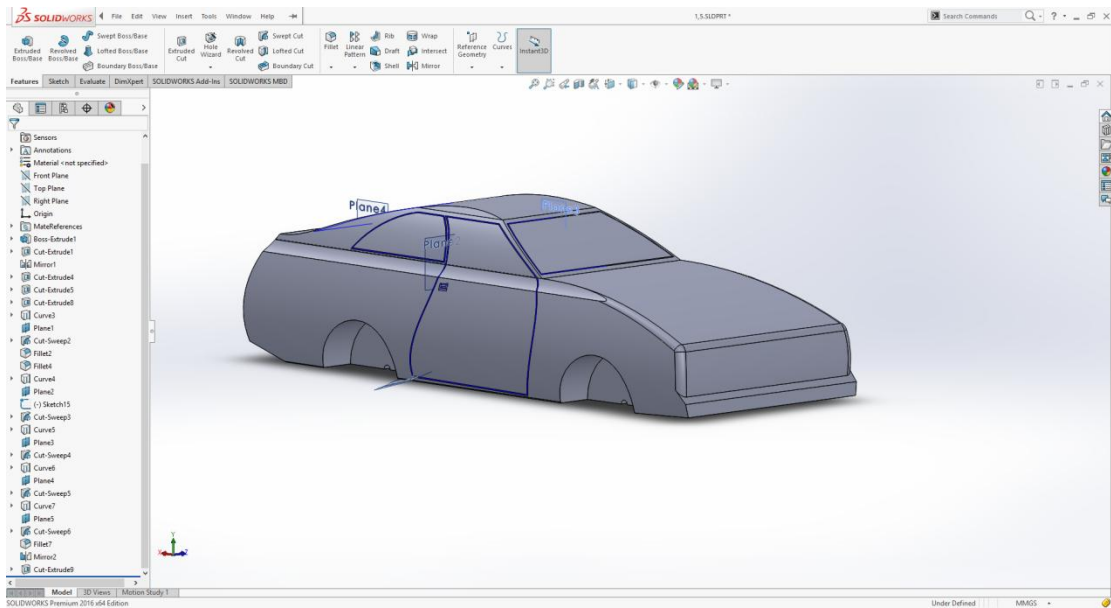 SOLIDWORKS File Edit View Insert Tools Window Help 1,5.SLDPRT * Search Commands
Extruded Boss/Base
Revolved Boss/Base
Swept Boss/Base
Lofted Boss/Base
Boundary Boss/Base
Extruded Cut
Hole Wizard
Revolved Cut
Swept Cut
Lofted Cut
Boundary Cut
Fillet
Linear Pattern
Rib
Draft
Shell
Wrap
Intersect
Mirror
Reference Geometry
Curves
Instant3D
Features Sketch Evaluate DimXpert SOLIDWORKS Add-Ins SOLIDWORKS MBD
Sensors
Annotations
Material <not specified>
Front Plane
Top Plane
Right Plane
Origin
MateReferences
Boss-Extrude1
Cut-Extrude1
Mirror1
Cut-Extrude4
Cut-Extrude5
Cut-Extrude8
Curve3
Plane1
Cut-Sweep2
Fillet2
Fillet4
Curve4
Plane2
(-) Sketch15
Cut-Sweep3
Curve5
Plane3
Cut-Sweep4
Curve6
Plane4
Cut-Sweep5
Curve7
Plane5
Cut-Sweep6
Fillet7
Mirror2
Cut-Extrude9
Plane4
Y
X
Z
Model 3D Views Motion Study 1
SOLIDWORKS Premium 2016 x64 Edition Under Defined MMGS